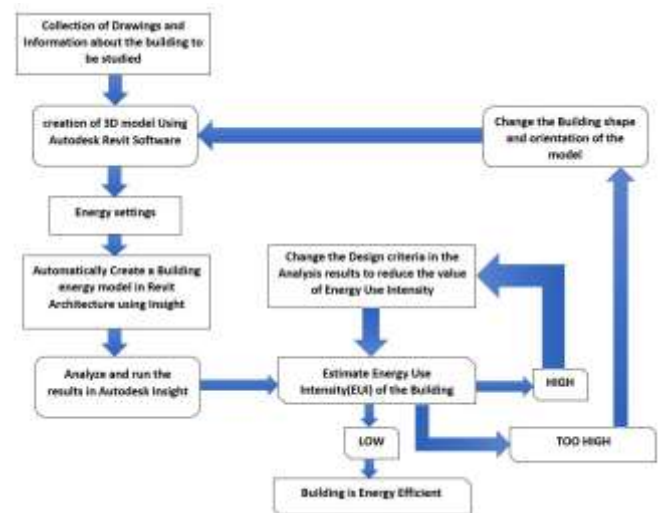 Collection of Drawings and
Information about the building to
be studied
creation of 3D model Using
Autodesk Revit Software
Change the Building shape
and orientation of the
model
Energy settings
Automatically Create a Building
energy model in Revit
Architecture using Insight
Change the Design criteria in the
Analysis results to reduce the value
of Energy Use Intensity
Analyze and run the
results in Autodesk Insight
Estimate Energy Use
Intensity(EUI) of the Building
HIGH
LOW
TOO HIGH
Building is Energy Efficient